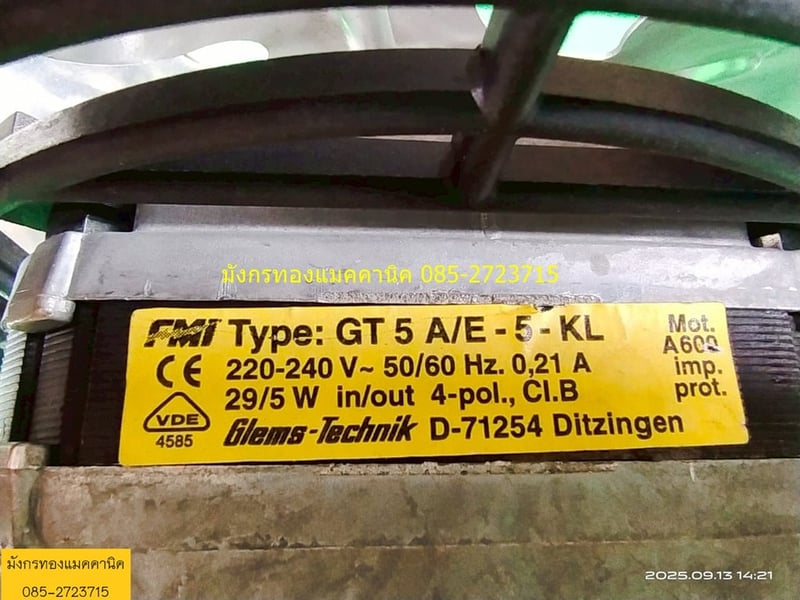 มังกรทองแมคคานิค 085-2723715
FMI Type: GT 5 A/E - 5 - KL
Mot.
A600
imp.
prot.
CE 220-240 V~ 50/60 Hz. 0,21 A
29/5 W in/out 4-pol., Cl.B
VDE
4585
Glems-Technik D-71254 Ditzingen
มังกรทองแมคคานิค
085-2723715
2025.09.13 14:21